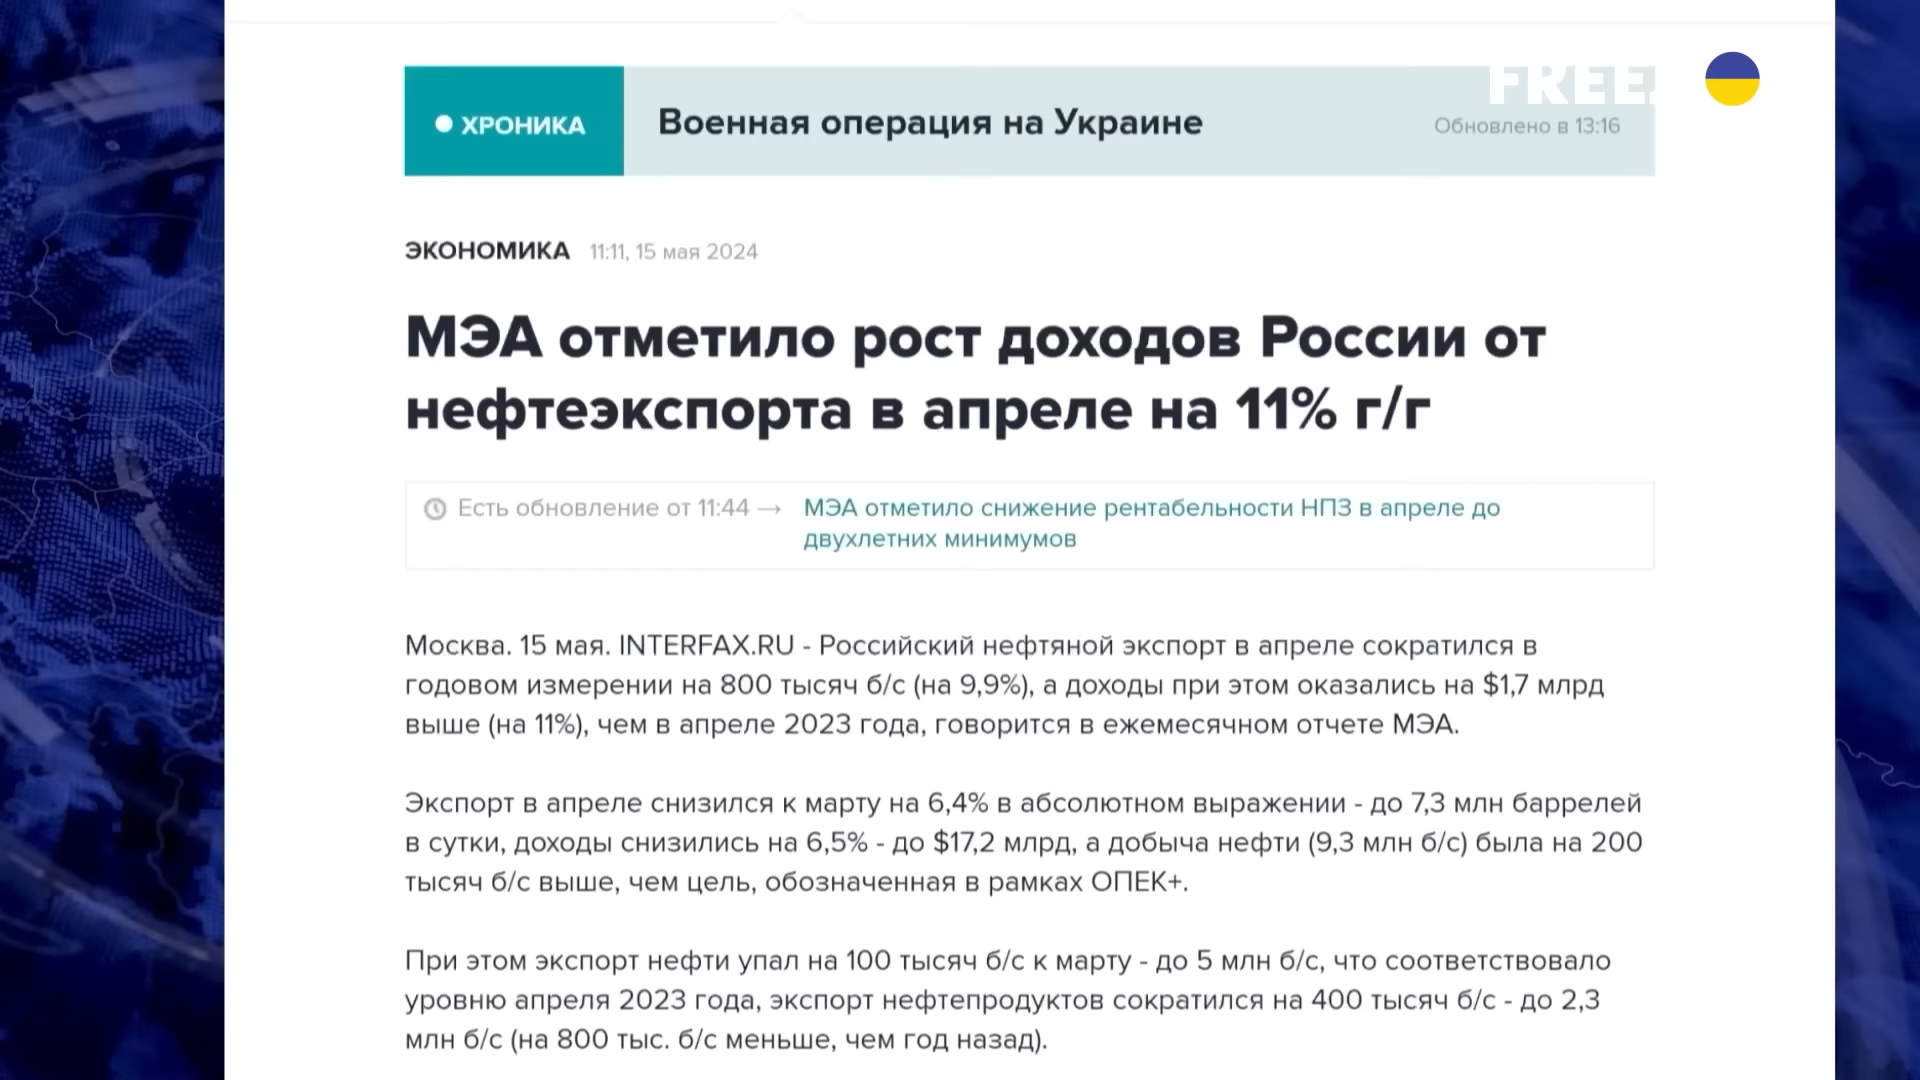 FREE
ХРОНИКА
Военная операция на Украине
Обновлено в 13:16
ЭКОНОМИКА 11:11, 15 мая 2024
МЭА отметило рост доходов России от
нефтеэкспорта в апреле на 11% г/г
Есть обновление от 11:44 → МЭА отметило снижение рентабельности НПЗ в апреле до
двухлетних минимумов
Москва. 15 мая. INTERFAX.RU - Российский нефтяной экспорт в апреле сократился в
годовом измерении на 800 тысяч б/с (на 9,9%), а доходы при этом оказались на $1,7 млрд
выше (на 11%), чем в апреле 2023 года, говорится в ежемесячном отчете МЭА.
Экспорт в апреле снизился к марту на 6,4% в абсолютном выражении - до 7,3 млн баррелей
в сутки, доходы снизились на 6,5% - до $17,2 млрд, а добыча нефти (9,3 млн б/с) была на 200
тысяч б/с выше, чем цель, обозначенная в рамках ОПЕК+.
При этом экспорт нефти упал на 100 тысяч б/с к марту - до 5 млн б/с, что соответствовало
уровню апреля 2023 года, экспорт нефтепродуктов сократился на 400 тысяч б/с - до 2,3
млн б/с (на 800 тыс. б/с меньше, чем год назад).